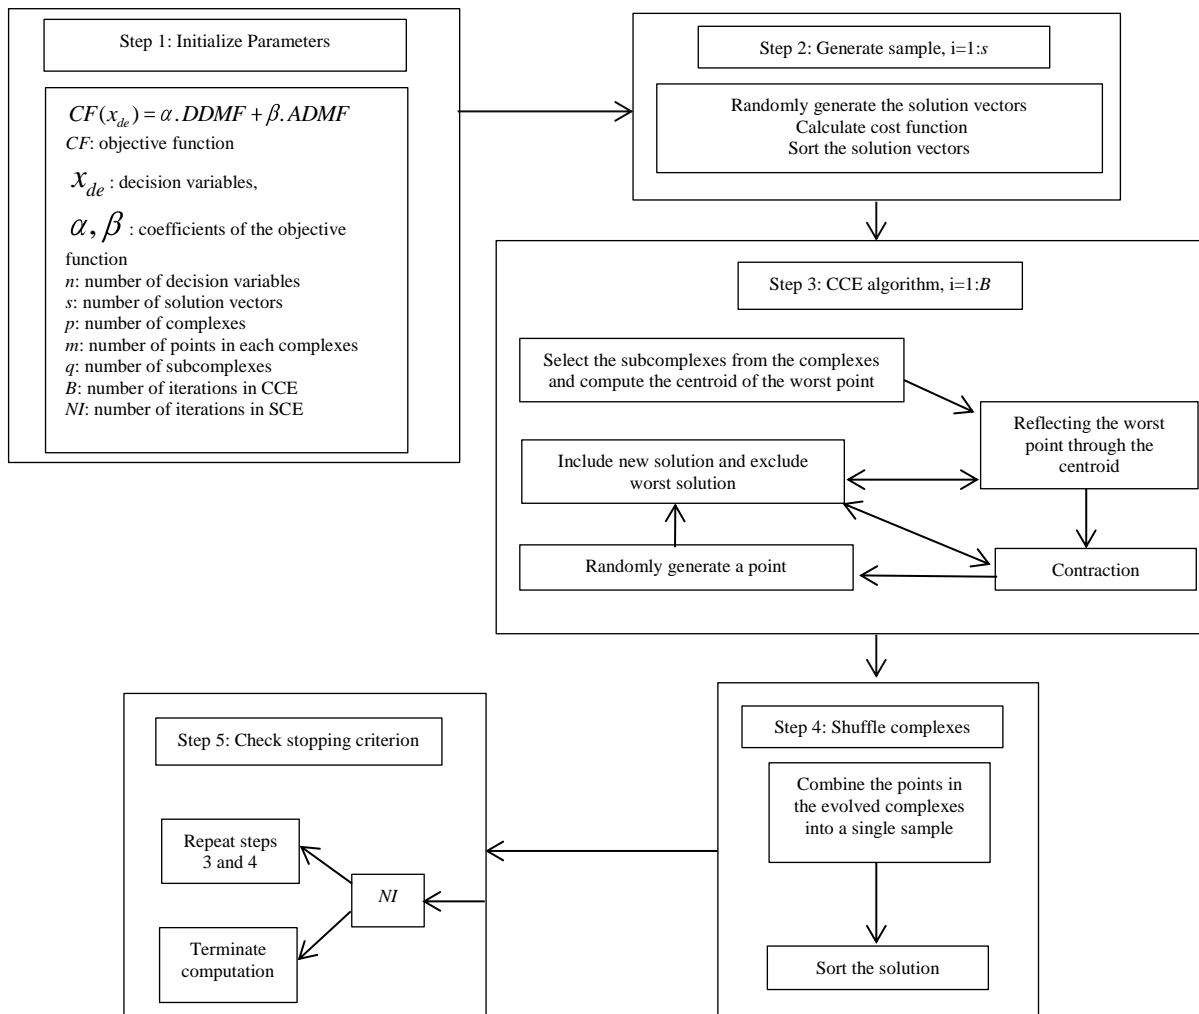 Step 1: Initialize Parameters
CF(x_de) = α.DDMF + β.ADMF
CF: objective function
x_de : decision variables,
α, β : coefficients of the objective
function
n: number of decision variables
s: number of solution vectors
p: number of complexes
m: number of points in each complexes
q: number of subcomplexes
B: number of iterions in CCE
NI: number of iterions in SCE
Step 2: Generate sample, i=1:s
Randomly generate the solution vectors
Calculate cost function
Sort the solution vectors
Step 3: CCE algorithm, i=1:B
Select the subcomplexes from the complexes
and compute the centroid of the worst point
Reflecting the worst
point through the
centroid
Include new solution and exclude
worst solution
Randomly generate a point
Contraction
Step 4: Shuffle complexes
Combine the points in
the evolved complexes
into a single sample
Sort the solution
Step 5: Check stopping criterion
Repeat steps
3 and 4
NI
Terminate
computation